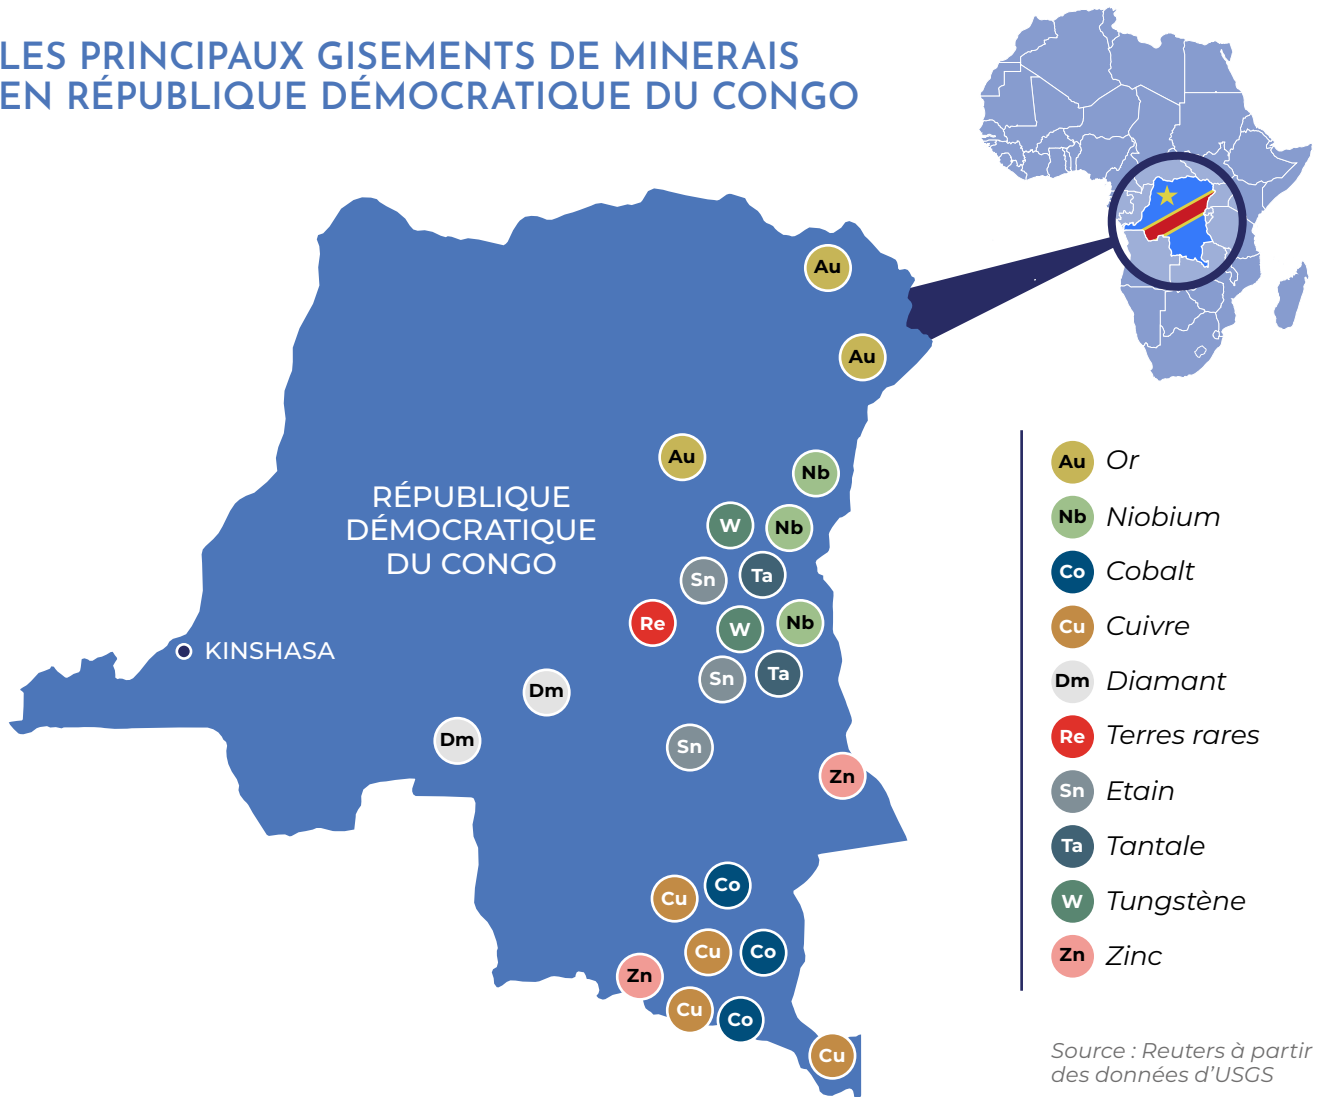 LES PRINCIPAUX GISEMENTS DE MINERAIS
EN RÉPUBLIQUE DÉMOCRATIQUE DU CONGO
Au
Au
Au
Nb
RÉPUBLIQUE
DÉMOCRATIQUE
DU CONGO
W
Nb
Sn
Ta
Re
W
Nb
KINSHASA
Sn
Ta
Dm
Dm
Sn
Zn
Cu
Co
Cu
Co
Zn
Cu
Co
Cu
Au Or
Nb Niobium
Co Cobalt
Cu Cuivre
Dm Diamant
Re Terres rares
Sn Etain
Ta Tantale
W Tungstène
Zn Zinc
Source : Reuters à partir
des données d’USGS